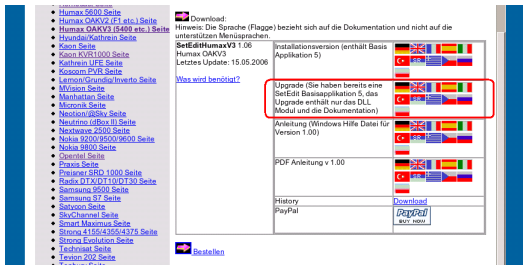 Humax 5600 Seite
Humax OAKV2 (F1 etc.) Seite
Humax OAKV3 (5400 etc.) Seite
Hyundai/Kathrein Seite
Kaon Seite
Kaon KVR1000 Seite
Kathrein UFE Seite
Koscom PVR Seite
Lemon/Grundig/Inverto Seite
MVision Seite
Manhattan Seite
Micronik Seite
Neotion/@Sky Seite
Neutrino (dBox II) Seite
Nextwave 2500 Seite
Nokia 9200/9500/9600 Seite
Nokia 9800 Seite
Opentel Seite
Praxis Seite
Preisner SRD 1000 Seite
Radix DTX/DT10/DT30 Seite
Samsung 9500 Seite
Samsung S7 Seite
Satycon Seite
SkyChannel Seite
Smart Maximus Seite
Strong 4155/4355/4375 Seite
Strong Evolution Seite
Technisat Seite
Tevion 202 Seite
Download:
Hinweis: Die Sprache (Flagge) bezieht sich auf die Dokumentation und nicht auf die
unterstützen Menüsprachen.
SetEditHumaxV3 1.06
Humax OAKV3
Letztes Update: 15.05.2006
Was wird benötigt?
Installationsversion (enthält Basis
Applikation 5)
Upgrade (Sie haben bereits eine
SetEdit Basisapplikation 5, das
Upgrade enthält nur das DLL
Modul und die Dokumentation)
Anleitung (Windows Hilfe Datei für
Version 1.00)
PDF Anleitung v 1.00
History
Download
PayPal
PayPal
BUY NOW
Bestellen